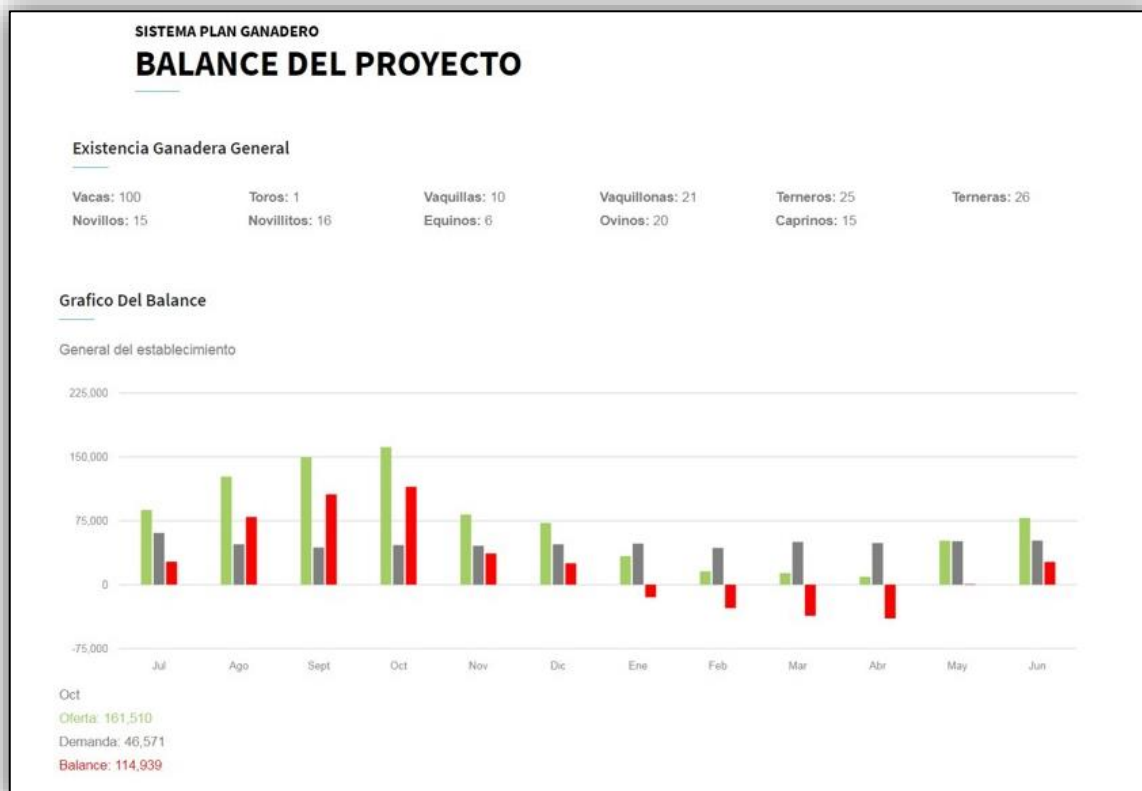 SISTEMA PLAN GANADERO
BALANCE DEL PROYECTO
Existencia Ganadera General
Vacas: 100 Toros: 1 Vaquillas: 10 Vaquillonas: 21 Terneros: 25 Terneras: 26
Novillos: 15 Novillitos: 16 Equinos: 6 Ovinos: 20 Caprinos: 15
Grafico Del Balance
General del establecimiento
225,000
150,000
75,000
0
-75,000
Jul Ago Sept Oct Nov Dic Ene Feb Mar Abr May Jun
Oct
Oferta: 161,510
Demanda: 46,571
Balance: 114,939